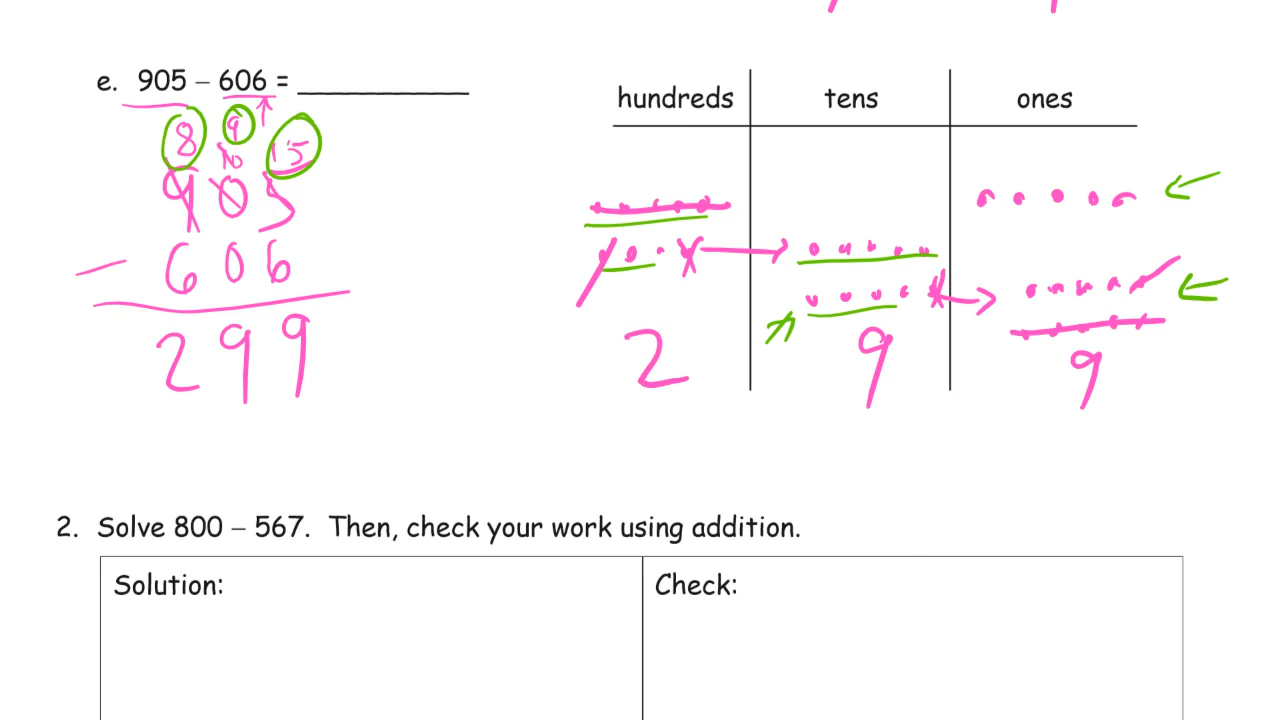 e. 905 – 606 = ____________
hundreds tens ones
8 9 15
10
905
– 606
299
2 9 9
2. Solve 800 – 567. Then, check your work using addition.
Solution: Check: